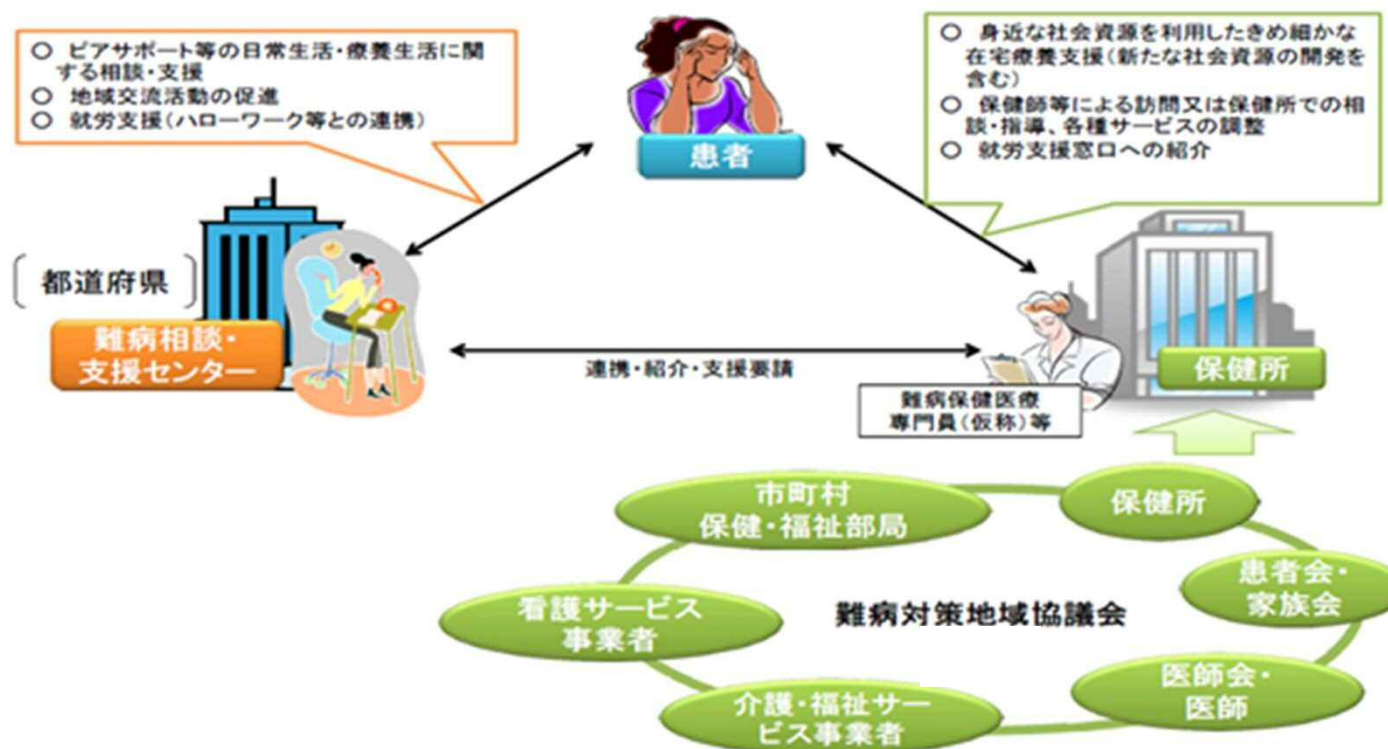 ○ ピアサポート等の日常生活・療養生活に関
する相談・支援
○ 地域交流活動の促進
○ 就労支援（ハローワーク等との連携）
○ 身近な社会資源を利用したきめ細かな
在宅療養支援（新たな社会資源の開発を
含む）
○ 保健師等による訪問又は保健所での相
談・指導、各種サービスの調整
○ 就労支援窓口への紹介
患者
〔都道府県〕
難病相談・
支援センター
連携・紹介・支援要請
保健所
難病保健医療
専門員（仮称）等
市町村
保健・福祉部局
保健所
看護サービス
事業者
難病対策地域協議会
患者会・
家族会
介護・福祉サー
ビス事業者
医師会・
医師